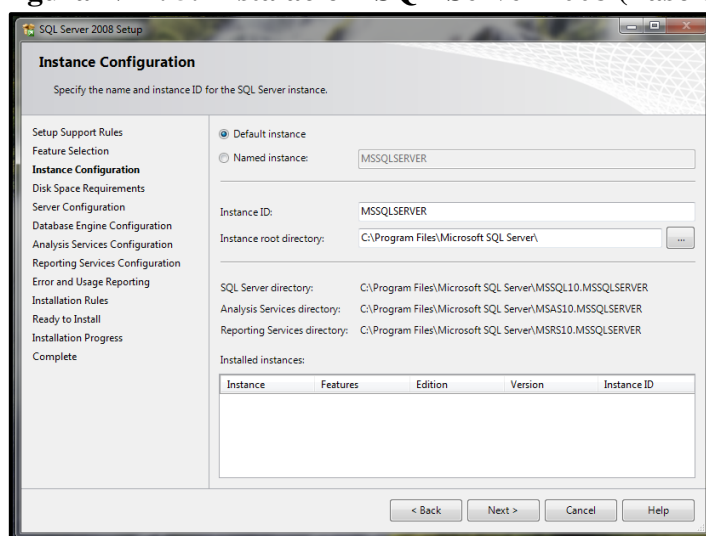 SQL Server 2008 Setup
Instance Configuration
Specify the name and instance ID for the SQL Server instance.
Setup Support Rules
Feature Selection
Instance Configuration
Disk Space Requirements
Server Configuration
Database Engine Configuration
Analysis Services Configuration
Reporting Services Configuration
Error and Usage Reporting
Installation Rules
Ready to Install
Installation Progress
Complete
Default instance
Named instance: MSSQLSERVER
Instance ID: MSSQLSERVER
Instance root directory: C:\Program Files\Microsoft SQL Server\ ...
SQL Server directory: C:\Program Files\Microsoft SQL Server\MSSQL10.MSSQLSERVER
Analysis Services directory: C:\Program Files\Microsoft SQL Server\MSAS10.MSSQLSERVER
Reporting Services directory: C:\Program Files\Microsoft SQL Server\MSRS10.MSSQLSERVER
Installed instances:
Instance Features Edition Version Instance ID
< Back Next > Cancel Help